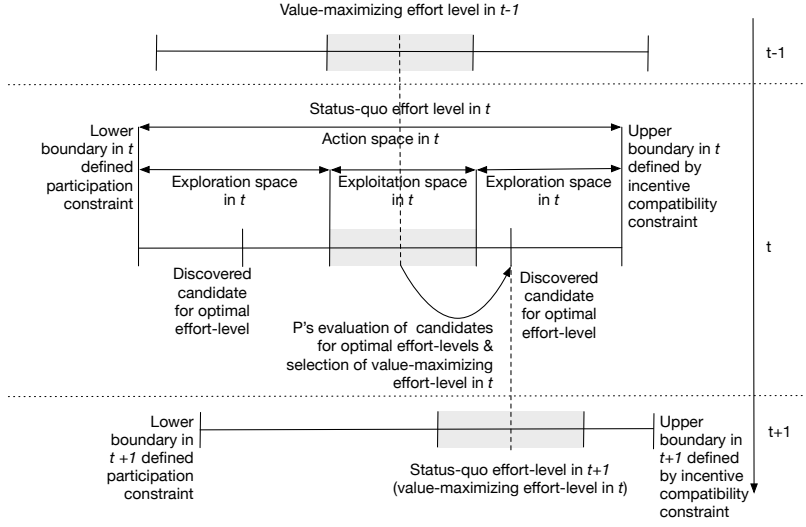 Value-maximizing effort level in t-1
t-1
Status-quo effort level in t
Lower
boundary in t
defined
participation
constraint
Action space in t
Upper
boundary in t
defined by
incentive
compatibility
constraint
Exploration space
in t
Exploitation space
in t
Exploration space
in t
t
Discovered
candidate
for optimal
effort-level
Discovered
candidate
for optimal
effort-level
P's evaluation of candidates
for optimal effort-levels &
selection of value-maximizing
effort-level in t
Lower
boundary in
t +1 defined
participation
constraint
Upper
boundary in
t+1 defined
by incentive
compatibility
constraint
t+1
Status-quo effort-level in t+1
(value-maximizing effort-level in t)